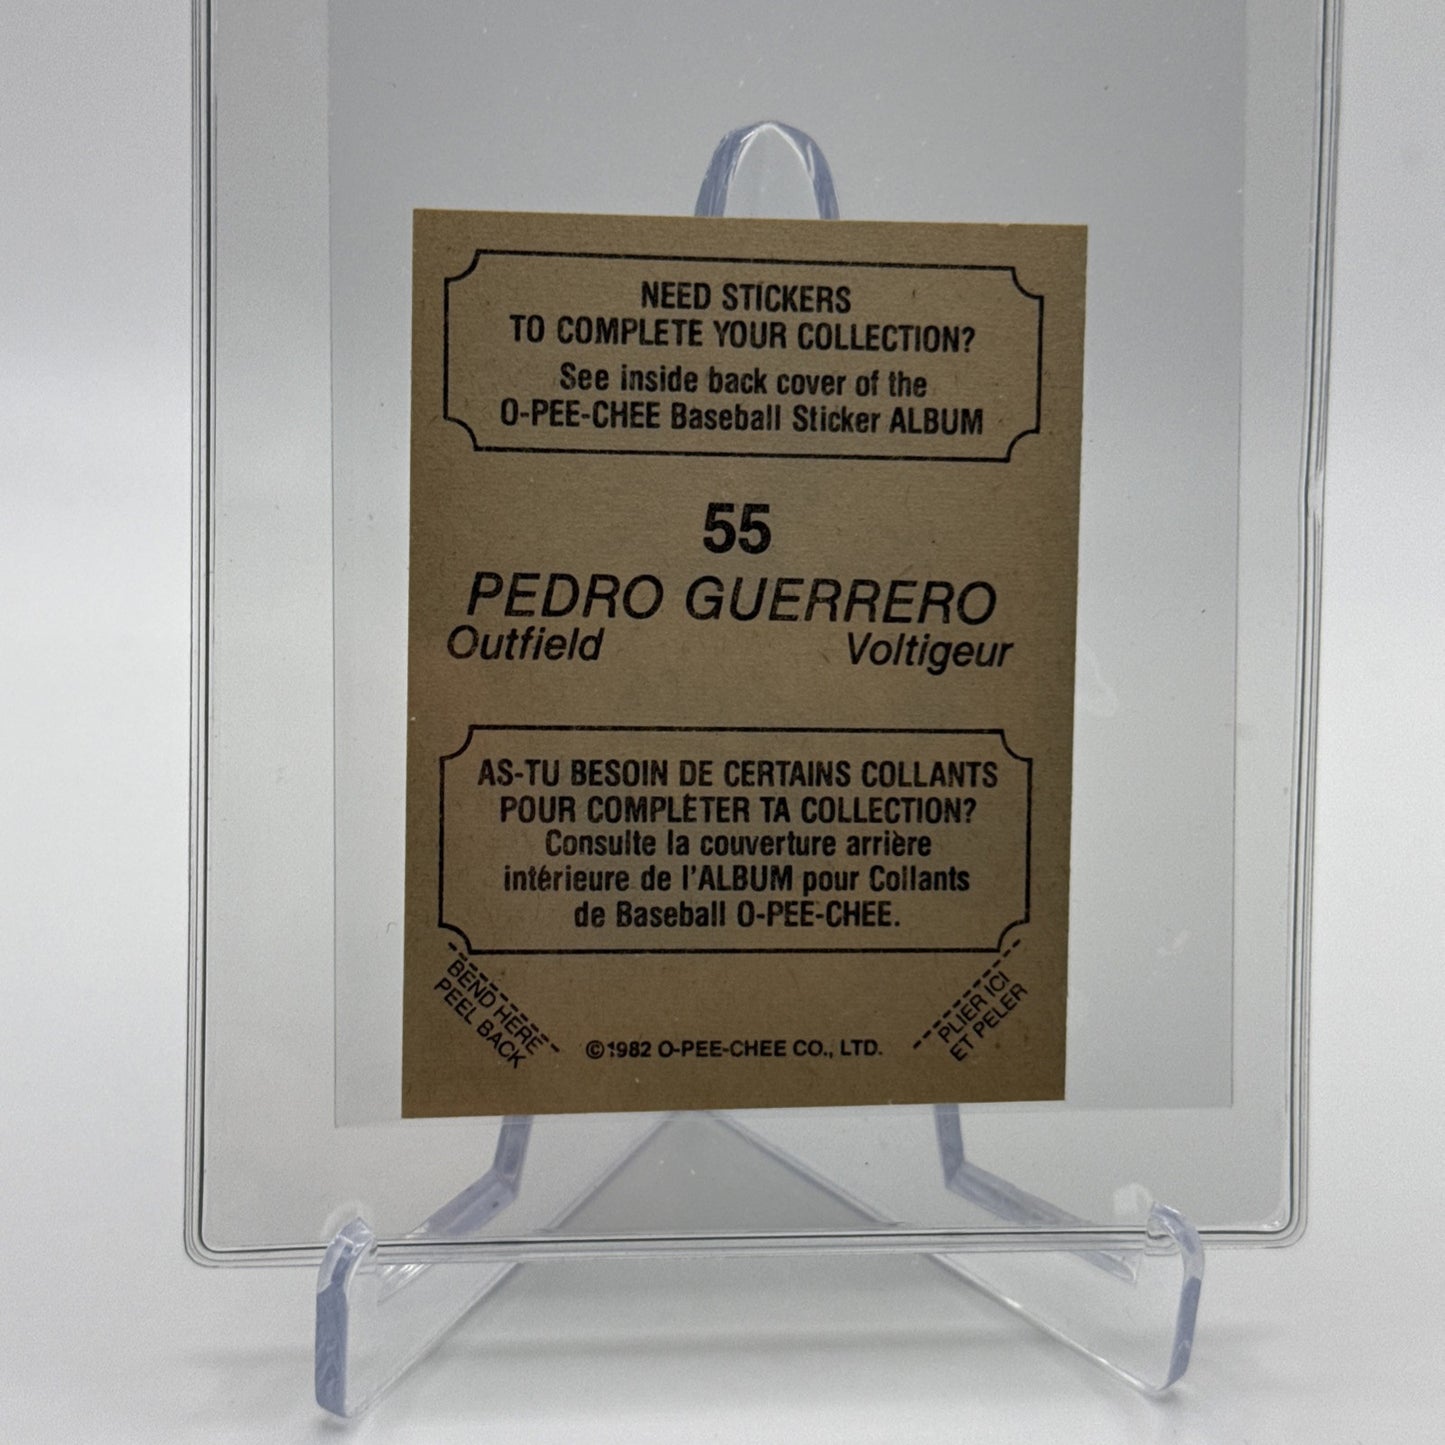 NEED STICKERS
TO COMPLETE YOUR COLLECTION?
See inside back cover of the
O-PEE-CHEE Baseball Sticker ALBUM
55
PEDRO GUERRERO
Outfield Voltigeur
AS-TU BESOIN DE CERTAINS COLLANTS
POUR COMPLÉTER TA COLLECTION?
Consulte la couverture arrière
intérieure de l'ALBUM pour Collants
de Baseball O-PEE-CHEE.
BEND HERE
PEEL BACK
©1982 O-PEE-CHEE CO., LTD.
PLIER ICI
ET PELER